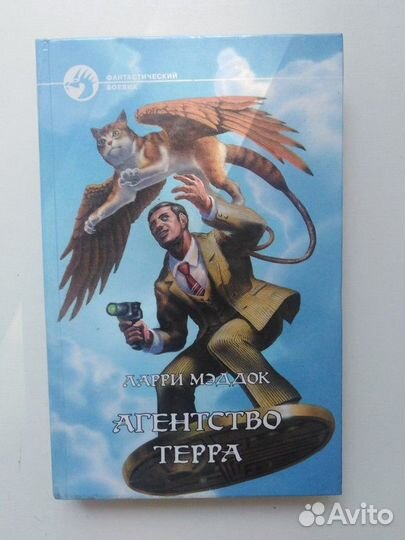 ФАНТАСТИЧЕСКИЙ
БОЕВИК
ЛАРРИ МЭДДОК
АГЕНТСТВО
ТЕРРА
Avito